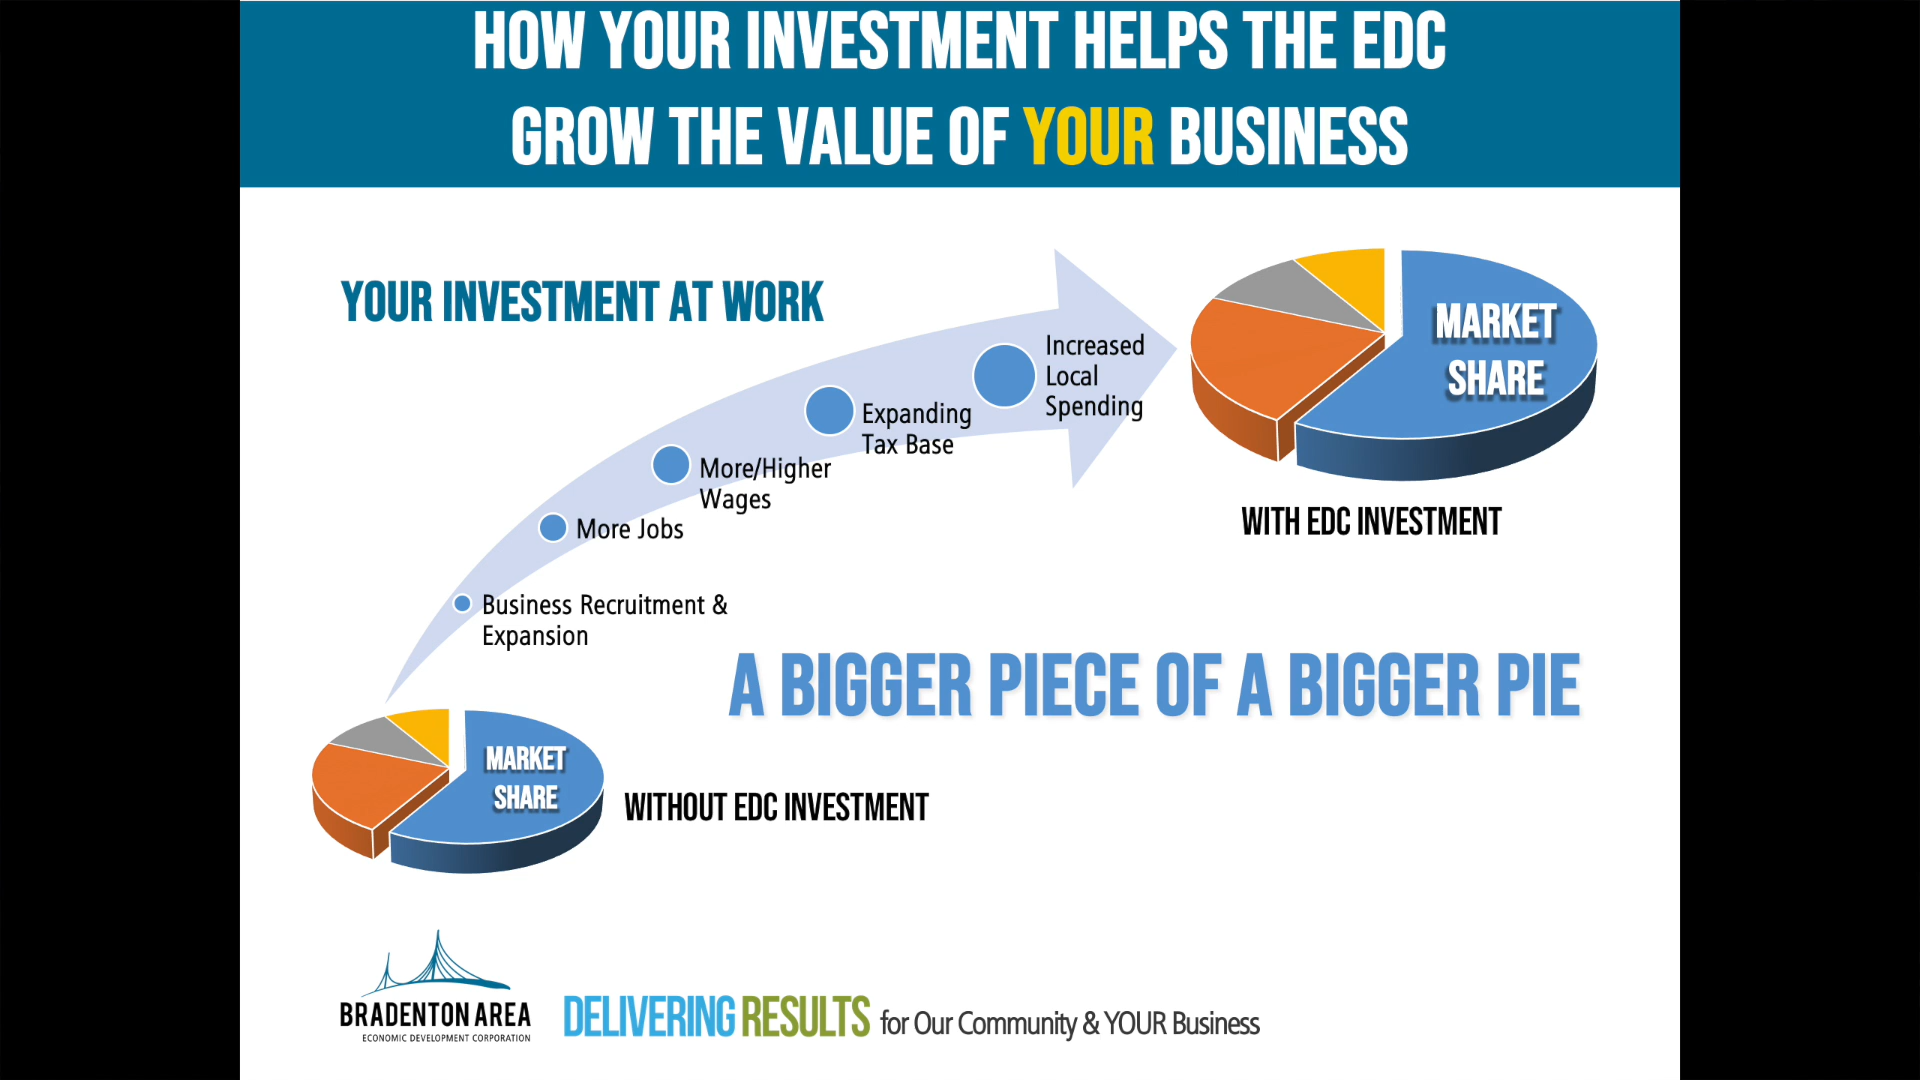 HOW YOUR INVESTMENT HELPS THE EDC
GROW THE VALUE OF YOUR BUSINESS
YOUR INVESTMENT AT WORK
Increased
Local
Spending
Expanding
Tax Base
More/Higher
Wages
More Jobs
Business Recruitment &
Expansion
MARKET
SHARE
WITH EDC INVESTMENT
A BIGGER PIECE OF A BIGGER PIE
MARKET
SHARE
WITHOUT EDC INVESTMENT
BRADENTON AREA
ECONOMIC DEVELOPMENT CORPORATION
DELIVERING RESULTS for Our Community & YOUR Business